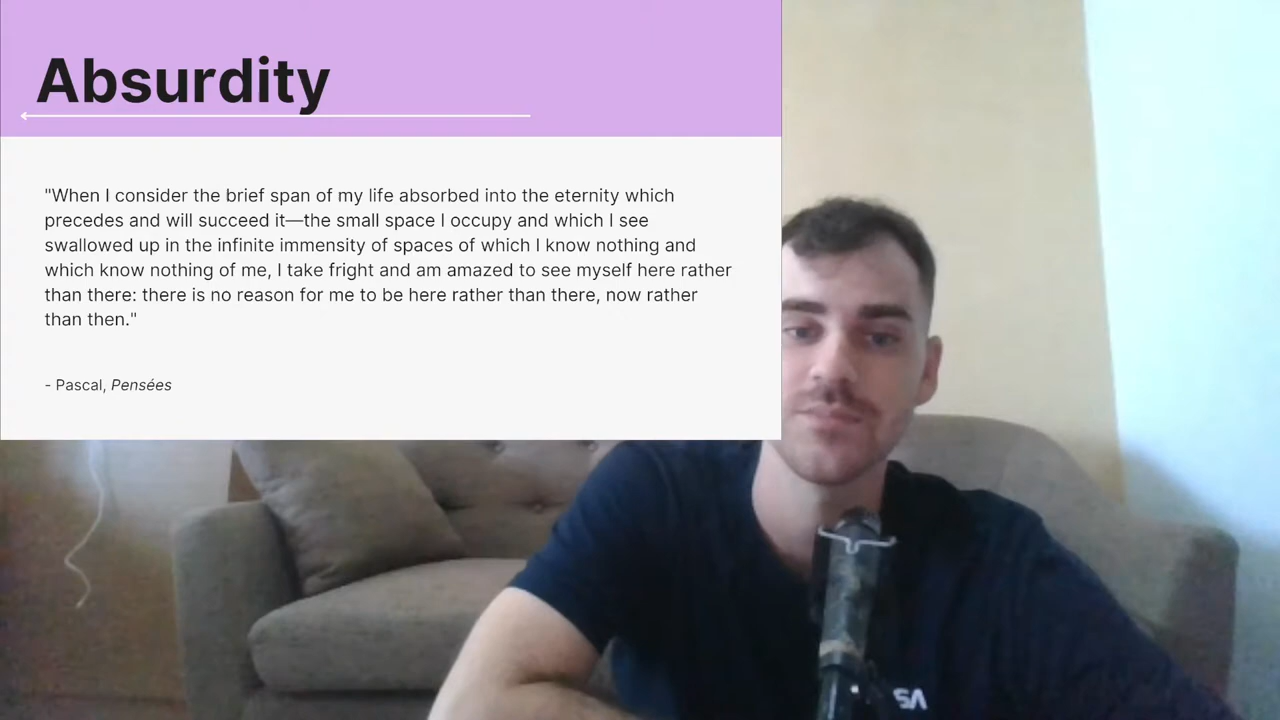 Absurdity
"When I consider the brief span of my life absorbed into the eternity which
precedes and will succeed it—the small space I occupy and which I see
swallowed up in the infinite immensity of spaces of which I know nothing and
which know nothing of me, I take fright and am amazed to see myself here rather
than there: there is no reason for me to be here rather than there, now rather
than then."
- Pascal, Pensées
SA